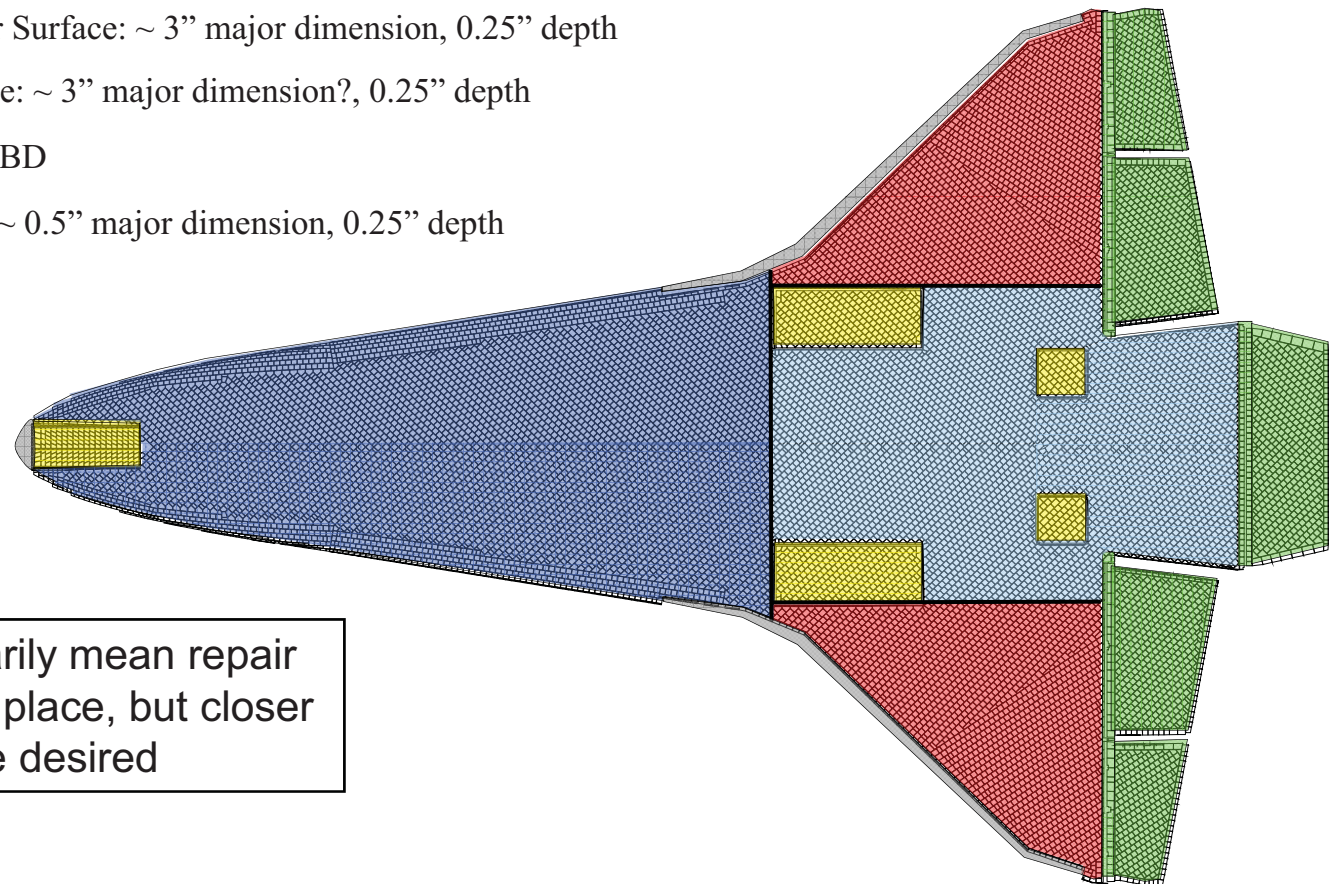 r Surface: ~ 3” major dimension, 0.25” depth
e: ~ 3” major dimension?, 0.25” depth
BD
~ 0.5” major dimension, 0.25” depth
arily mean repair
place, but closer
e desired